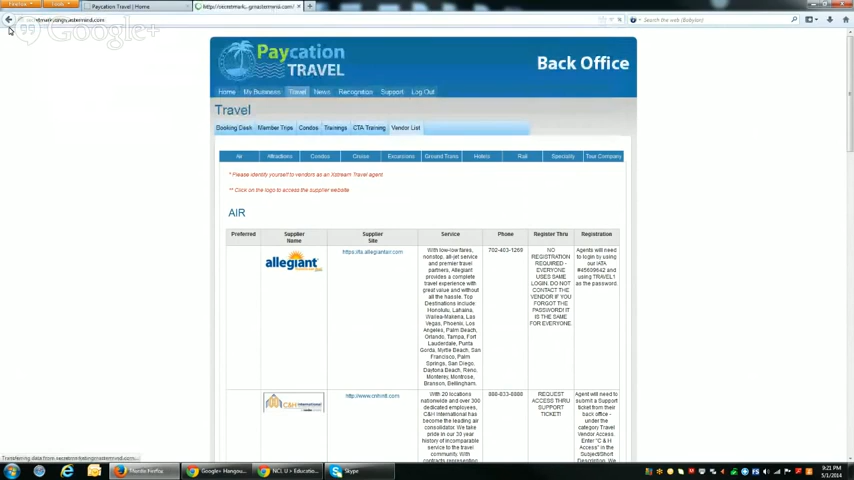 Firefox
Tools
Paycation Travel | Home
Search the web (Babylon)
Google+
Paycation
TRAVEL
Back Office
Home My Business Travel News Recognition Support Log Out
Travel
Booking Desk Member Trips Condos Trainings CTA Training Vendor List
Air Attractions Condos Cruise Excursions Ground Trans Hotels Rail Specialty Tour Company
* Please identify yourself to vendors as an Xstream Travel agent
** Click on the logo to access the supplier website
AIR
Preferred Supplier Name Supplier Site Service Phone Register Thru Registration
allegiant
https://ta.allegiantair.com
With low-low fares,
nonstop, all-jet service
and premier travel
partners, Allegiant
provides a complete
travel experience with
great value and without
all the hassle. Top
Destinations include
Honolulu, Lahaina,
Wailea-Makena, Las
Vegas, Phoenix, Los
Angeles, Palm Beach,
Orlando, Tampa, Fort
Lauderdale, Punta
Gorda, Myrtle Beach, San
Francisco, Palm
Springs, San Diego,
Daytona Beach, Reno,
Monterey, Montrose,
Branson, Bellingham.
702-403-1269
NO
REGISTRATION
REQUIRED -
EVERYONE
USES SAME
LOGIN. DO NOT
CONTACT THE
VENDOR IF YOU
FORGOT THE
PASSWORD! IT
IS THE SAME
FOR EVERYONE.
Agents will need
to login by using
our IATA
#45609642 and
using TRAVEL1
as the password.
C&H INTERNATIONAL
http://www.cnhintl.com
With 20 locations
nationwide and over 300
dedicated employees,
C&H International has
become the leading air
consolidator. We take
pride in our 30 year
history of incomparable
service to the travel
community. With
888-833-8888
REQUEST
ACCESS THRU
SUPPORT
TICKET!
Agent will need to
submit a Support
ticket from their
back office -
under the
category Travel
Vendor Access.
Enter "C & H
Access" in the
Subject/Short
Mozilla Firefox
Google+ Hangou...
NCL U > Education...
Skype
9:21 PM
5/1/2014